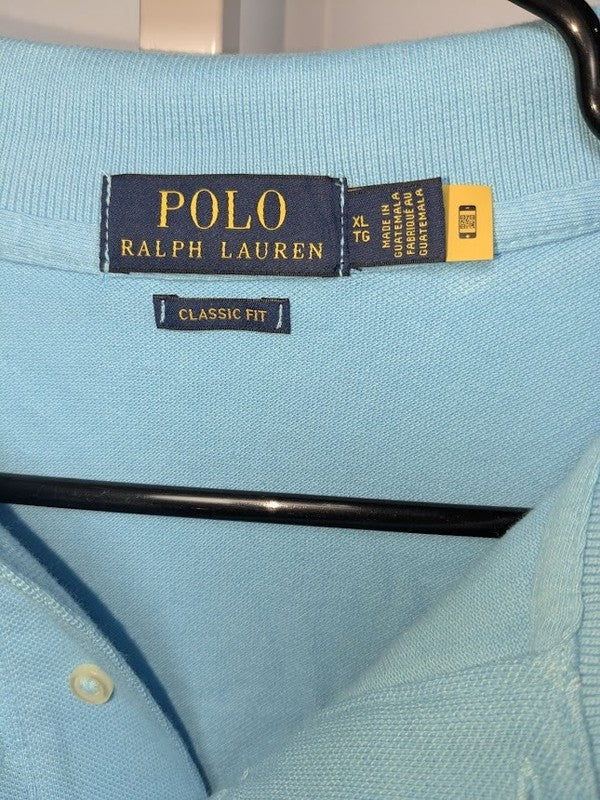 POLO
RALPH LAUREN
XL
TG
MADE IN
GUATEMALA
FABRIQUÉ AU
GUATEMALA
CLASSIC FIT